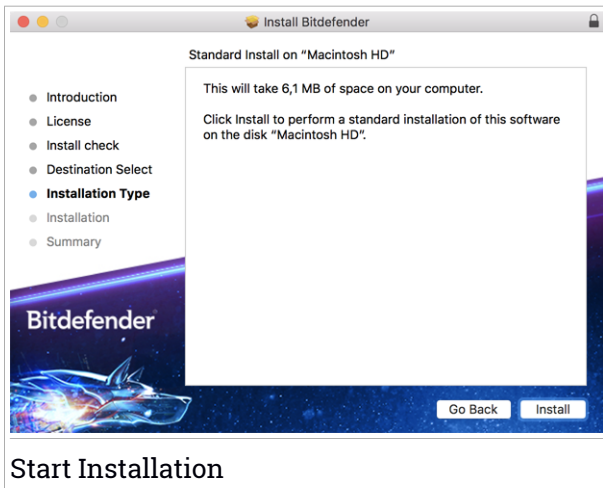 Install Bitdefender
Standard Install on “Macintosh HD”
Introduction
License
Install check
Destination Select
Installation Type
Installation
Summary
This will take 6,1 MB of space on your computer.
Click Install to perform a standard installation of this software
on the disk “Macintosh HD”.
Bitdefender
Go Back
Install
Start Installation